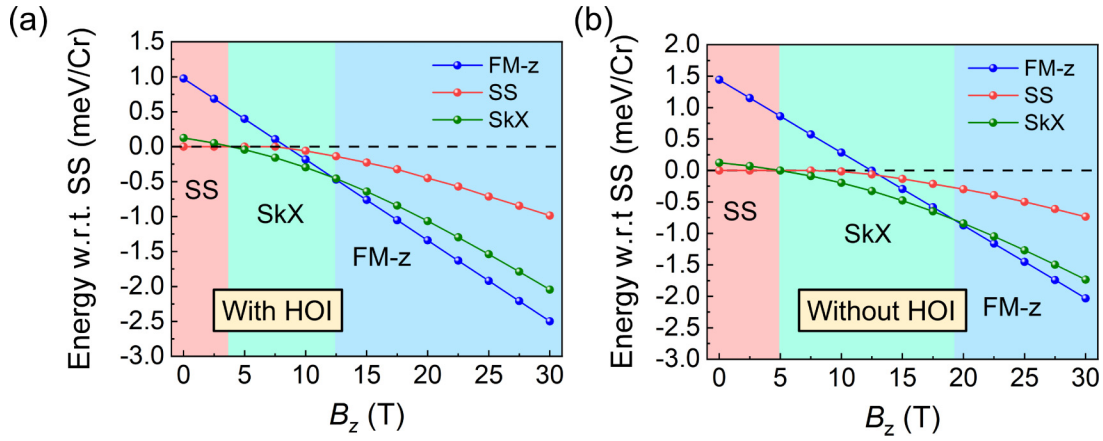 (a)
Energy w.r.t. SS (meV/Cr)
1.5
1.0
0.5
0.0
-0.5
-1.0
-1.5
-2.0
-2.5
-3.0
FM-z
SS
SkX
SS
SkX
FM-z
With HOI
0 5 10 15 20 25 30
Bz (T)
(b)
Energy w.r.t SS (meV/Cr)
2.0
1.5
1.0
0.5
0.0
-0.5
-1.0
-1.5
-2.0
-2.5
-3.0
FM-z
SS
SkX
SS
SkX
FM-z
Without HOI
0 5 10 15 20 25 30
Bz (T)